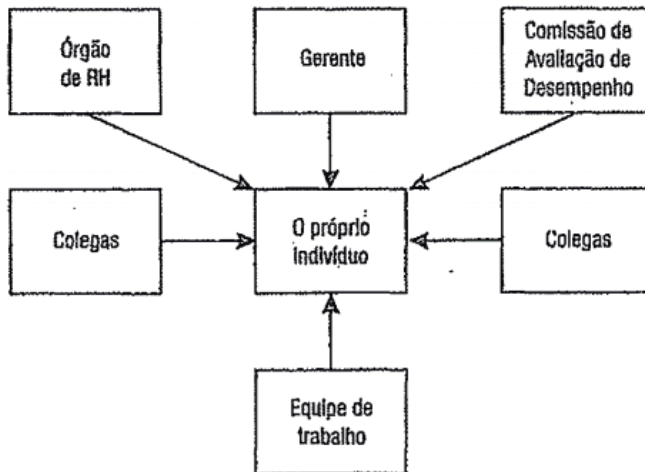 Órgão
de RH
Gerente
Comissão de
Avaliação de
Desempenho
Colegas
O próprio
indivíduo
Colegas
Equipe de
trabalho